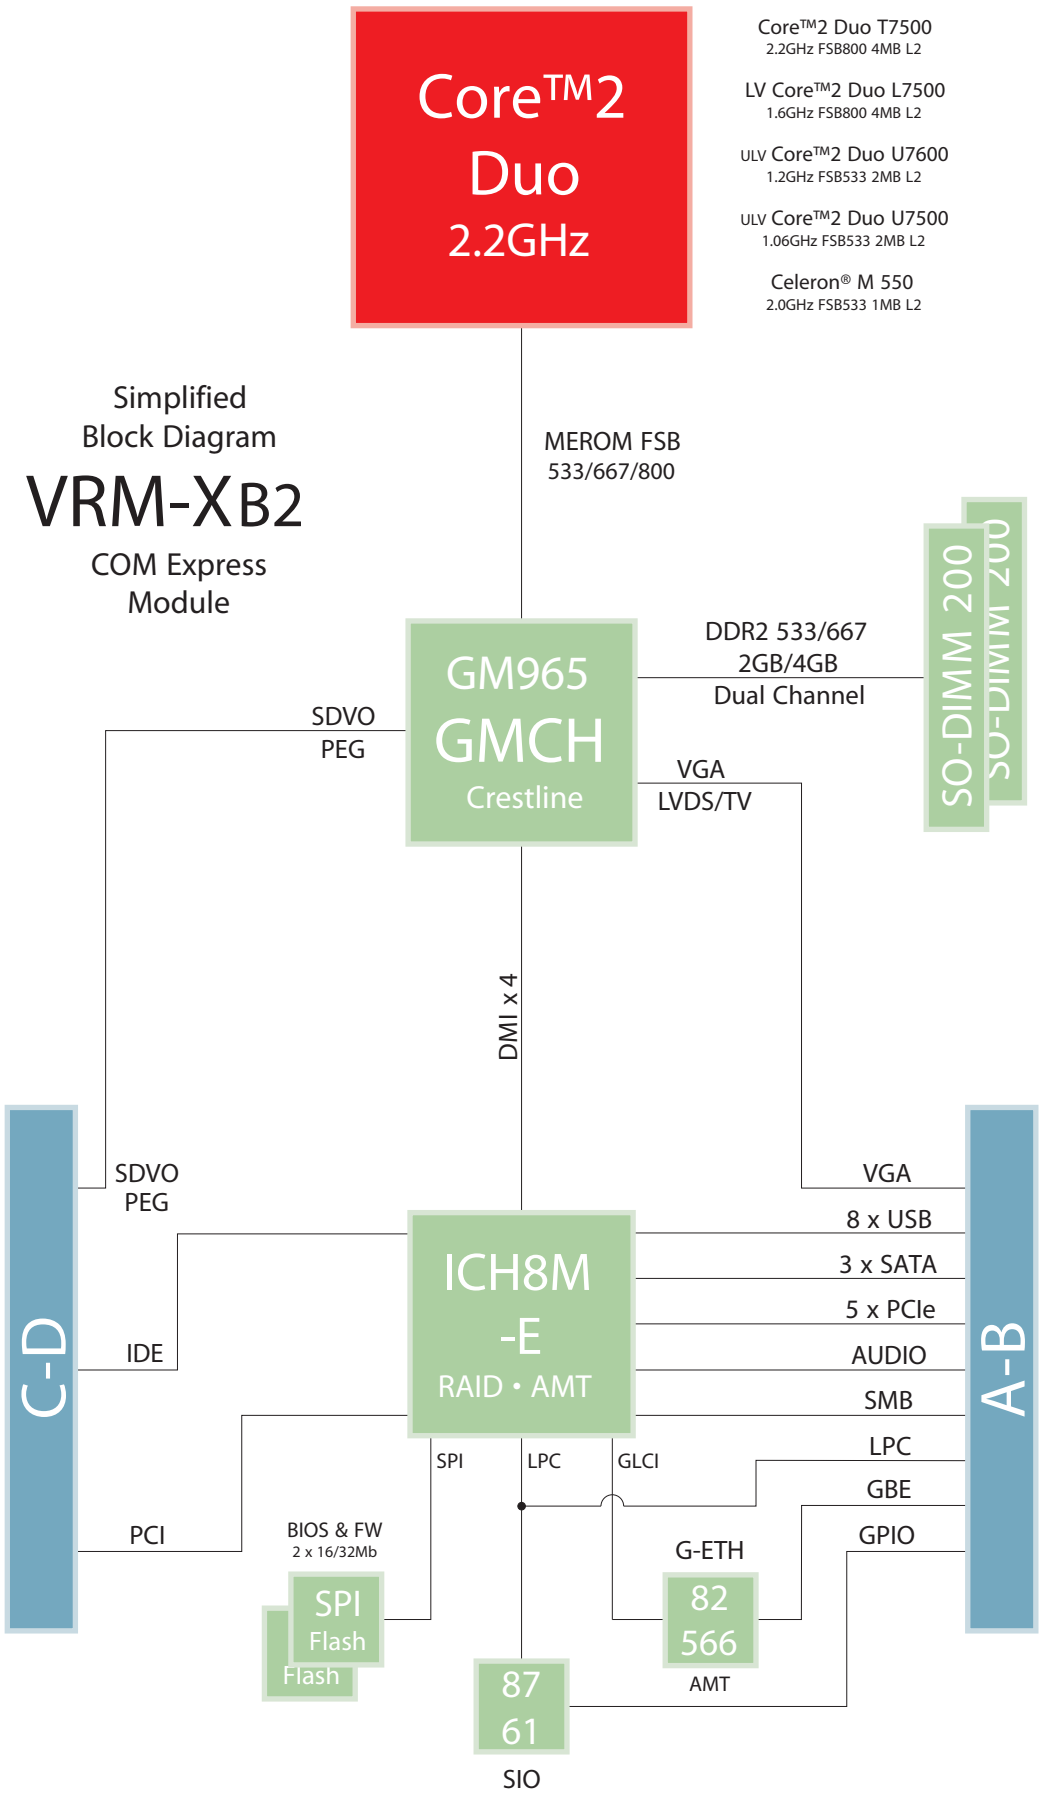 Core™2
Duo
2.2GHz
Core™2 Duo T7500
2.2GHz FSB800 4MB L2
LV Core™2 Duo L7500
1.6GHz FSB800 4MB L2
ULV Core™2 Duo U7600
1.2GHz FSB533 2MB L2
ULV Core™2 Duo U7500
1.06GHz FSB533 2MB L2
Celeron® M 550
2.0GHz FSB533 1MB L2
Simplified
Block Diagram
VRM-XB2
COM Express
Module
MEROM FSB
533/667/800
SO-DIMM 200
SO-DIMM 200
DDR2 533/667
2GB/4GB
Dual Channel
GM965
GMCH
Crestline
SDVO
PEG
VGA
LVDS/TV
DMI x 4
SDVO
PEG
IDE
PCI
C-D
ICH8M
-E
RAID • AMT
VGA
8 x USB
3 x SATA
5 x PCIe
AUDIO
SMB
LPC
GBE
GPIO
A-B
SPI
LPC
GLCI
BIOS & FW
2 x 16/32Mb
SPI
Flash
Flash
G-ETH
82
566
AMT
87
61
SIO